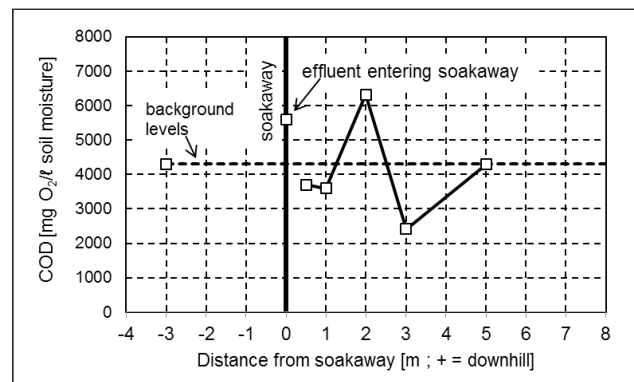 COD [mg O₂/ℓ soil moisture]
8000
7000
6000
5000
4000
3000
2000
1000
0
background
levels
soakaway
effluent entering soakaway
-4 -3 -2 -1 0 1 2 3 4 5 6 7 8
Distance from soakaway [m ; + = downhill]